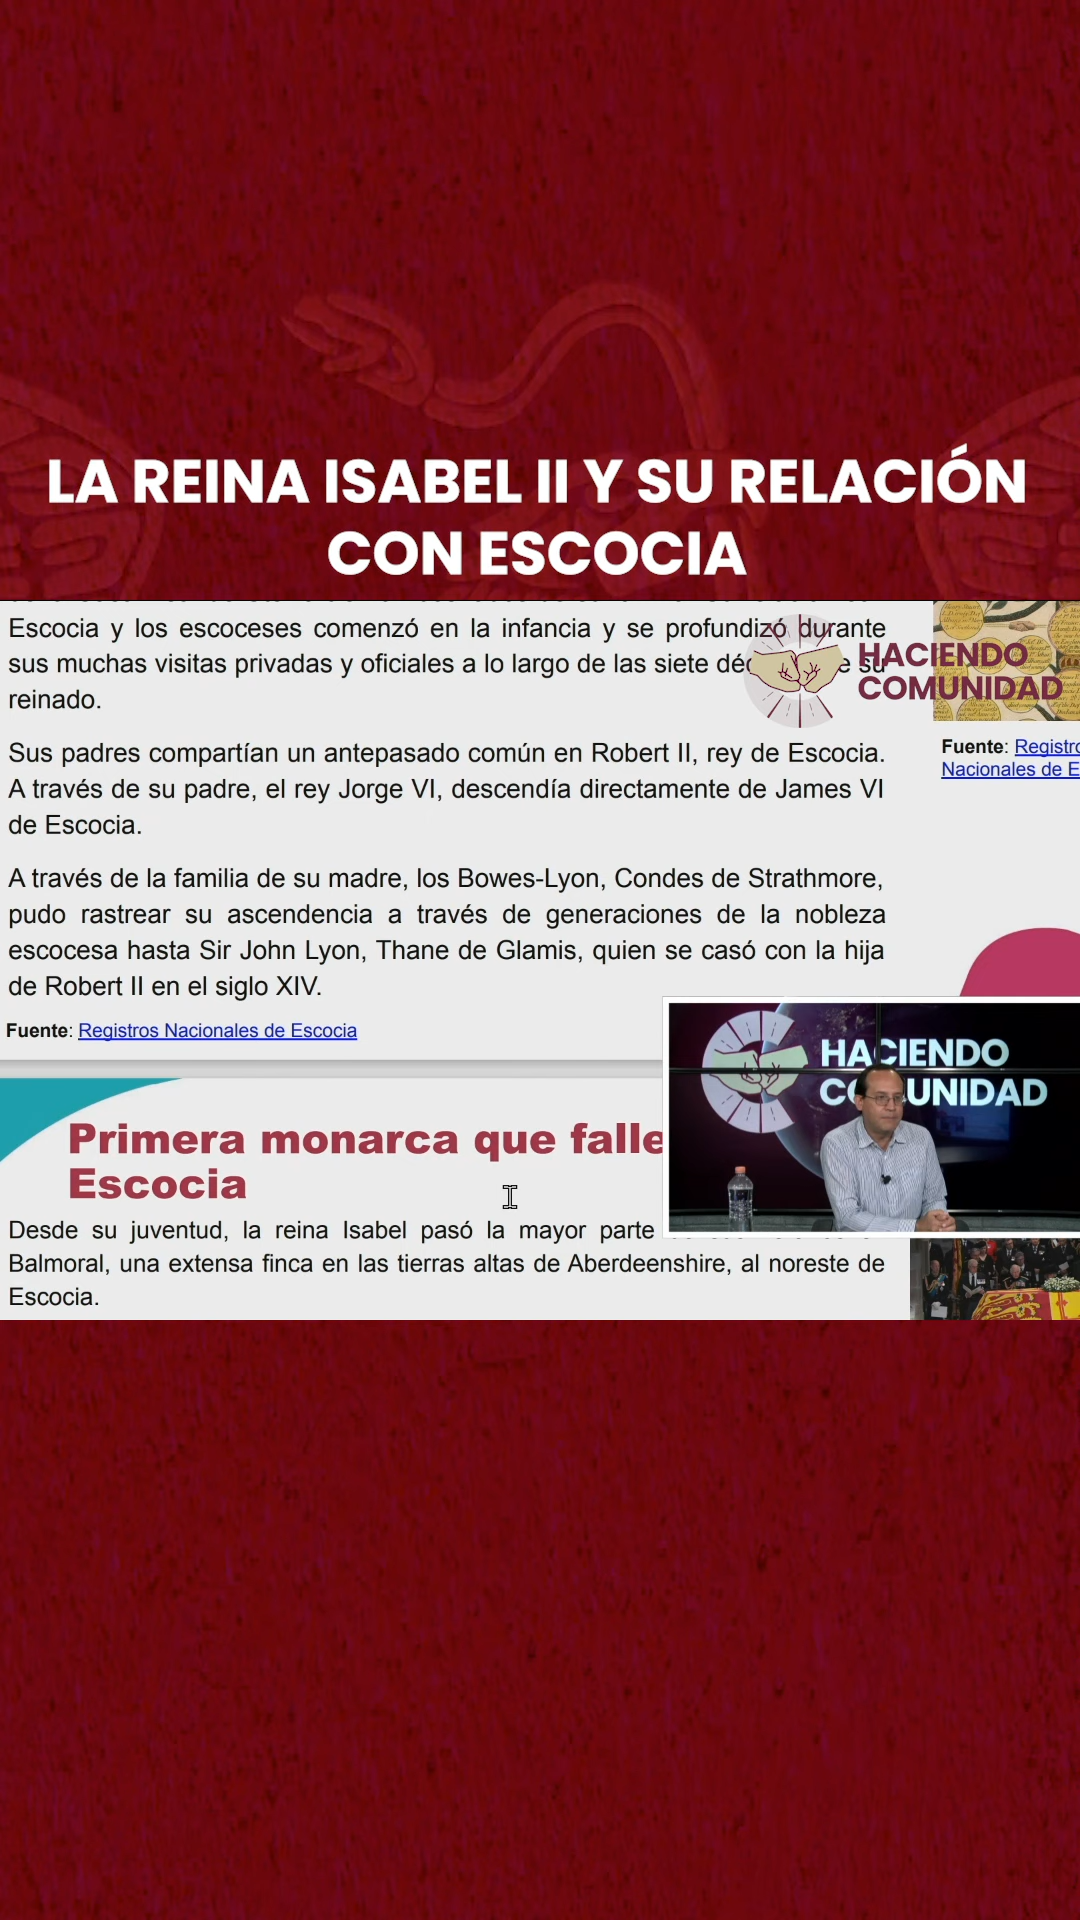 LA REINA ISABEL II Y SU RELACIÓN
CON ESCOCIA
Escocia y los escoceses comenzó en la infancia y se profundizó durante
sus muchas visitas privadas y oficiales a lo largo de las siete su
reinado.
HACIENDO
COMUNIDAD
Sus padres compartían un antepasado común en Robert II, rey de Escocia.
A través de su padre, el rey Jorge VI, descendía directamente de James VI
de Escocia.
Fuente: Registro
Nacionales de E
A través de la familia de su madre, los Bowes-Lyon, Condes de Strathmore,
pudo rastrear su ascendencia a través de generaciones de la nobleza
escocesa hasta Sir John Lyon, Thane de Glamis, quien se casó con la hija
de Robert II en el siglo XIV.
Fuente: Registros Nacionales de Escocia
HACIENDO
COMUNIDAD
Primera monarca que falle
Escocia
Desde su juventud, la reina Isabel pasó la mayor parte
Balmoral, una extensa finca en las tierras altas de Aberdeenshire, al noreste de
Escocia.